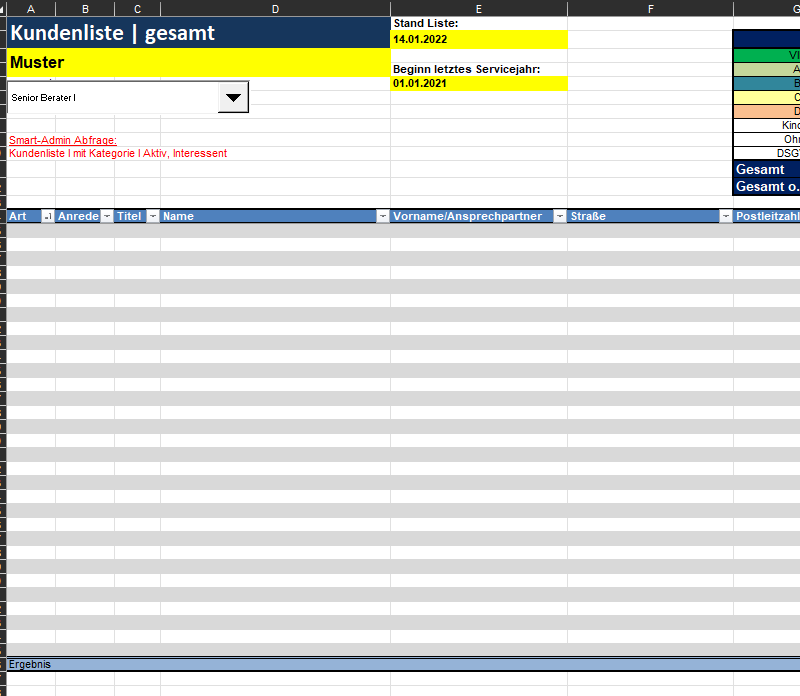 A B C D E F G
Kundenliste | gesamt
Stand Liste:
14.01.2022
Muster
Beginn letztes Servicejahr:
01.01.2021
Senior Berater I
Smart-Admin Abfrage:
Kundenliste I mit Kategorie I Aktiv, Interessent
VI
A
B
C
D
Kin
Oh
DSG
Gesamt
Gesamt o.
Art Anrede Titel Name Vorname/Ansprechpartner Straße Postleitzahl
Ergebnis